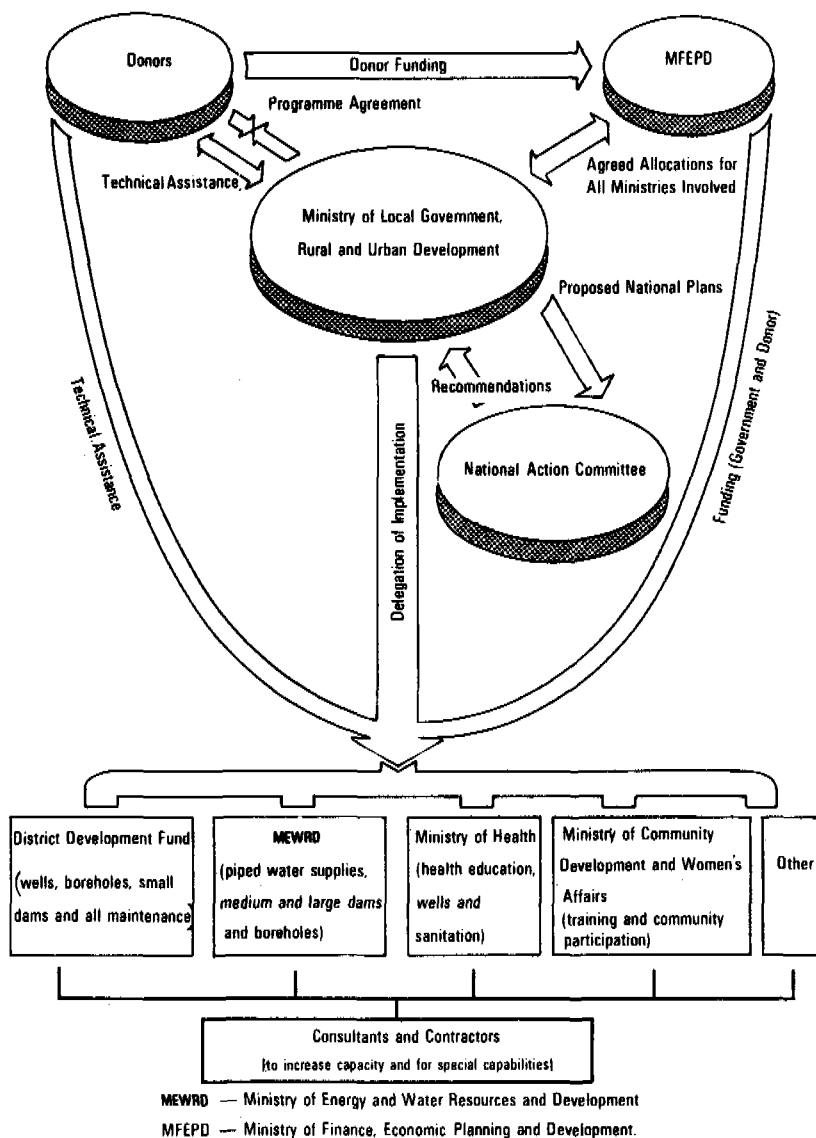 Donors
Donor Funding
MFEPD
Programme Agreement
Technical Assistance
Agreed Allocations for
All Ministries Involved
Ministry of Local Government,
Rural and Urban Development
Proposed National Plans
Recommendations
National Action Committee
Technical Assistance
Delegation of Implementation
Funding (Government and Donor)
District Development Fund
(wells, boreholes, small
dams and all maintenance)
MEWRD
(piped water supplies,
medium and large dams
and boreholes)
Ministry of Health
(health education,
wells and
sanitation)
Ministry of Community
Development and Women's
Affairs
(training and community
participation)
Other
Consultants and Contractors
(to increase capacity and for special capabilities)
MEWRD — Ministry of Energy and Water Resources and Development
MFEPD — Ministry of Finance, Economic Planning and Development.